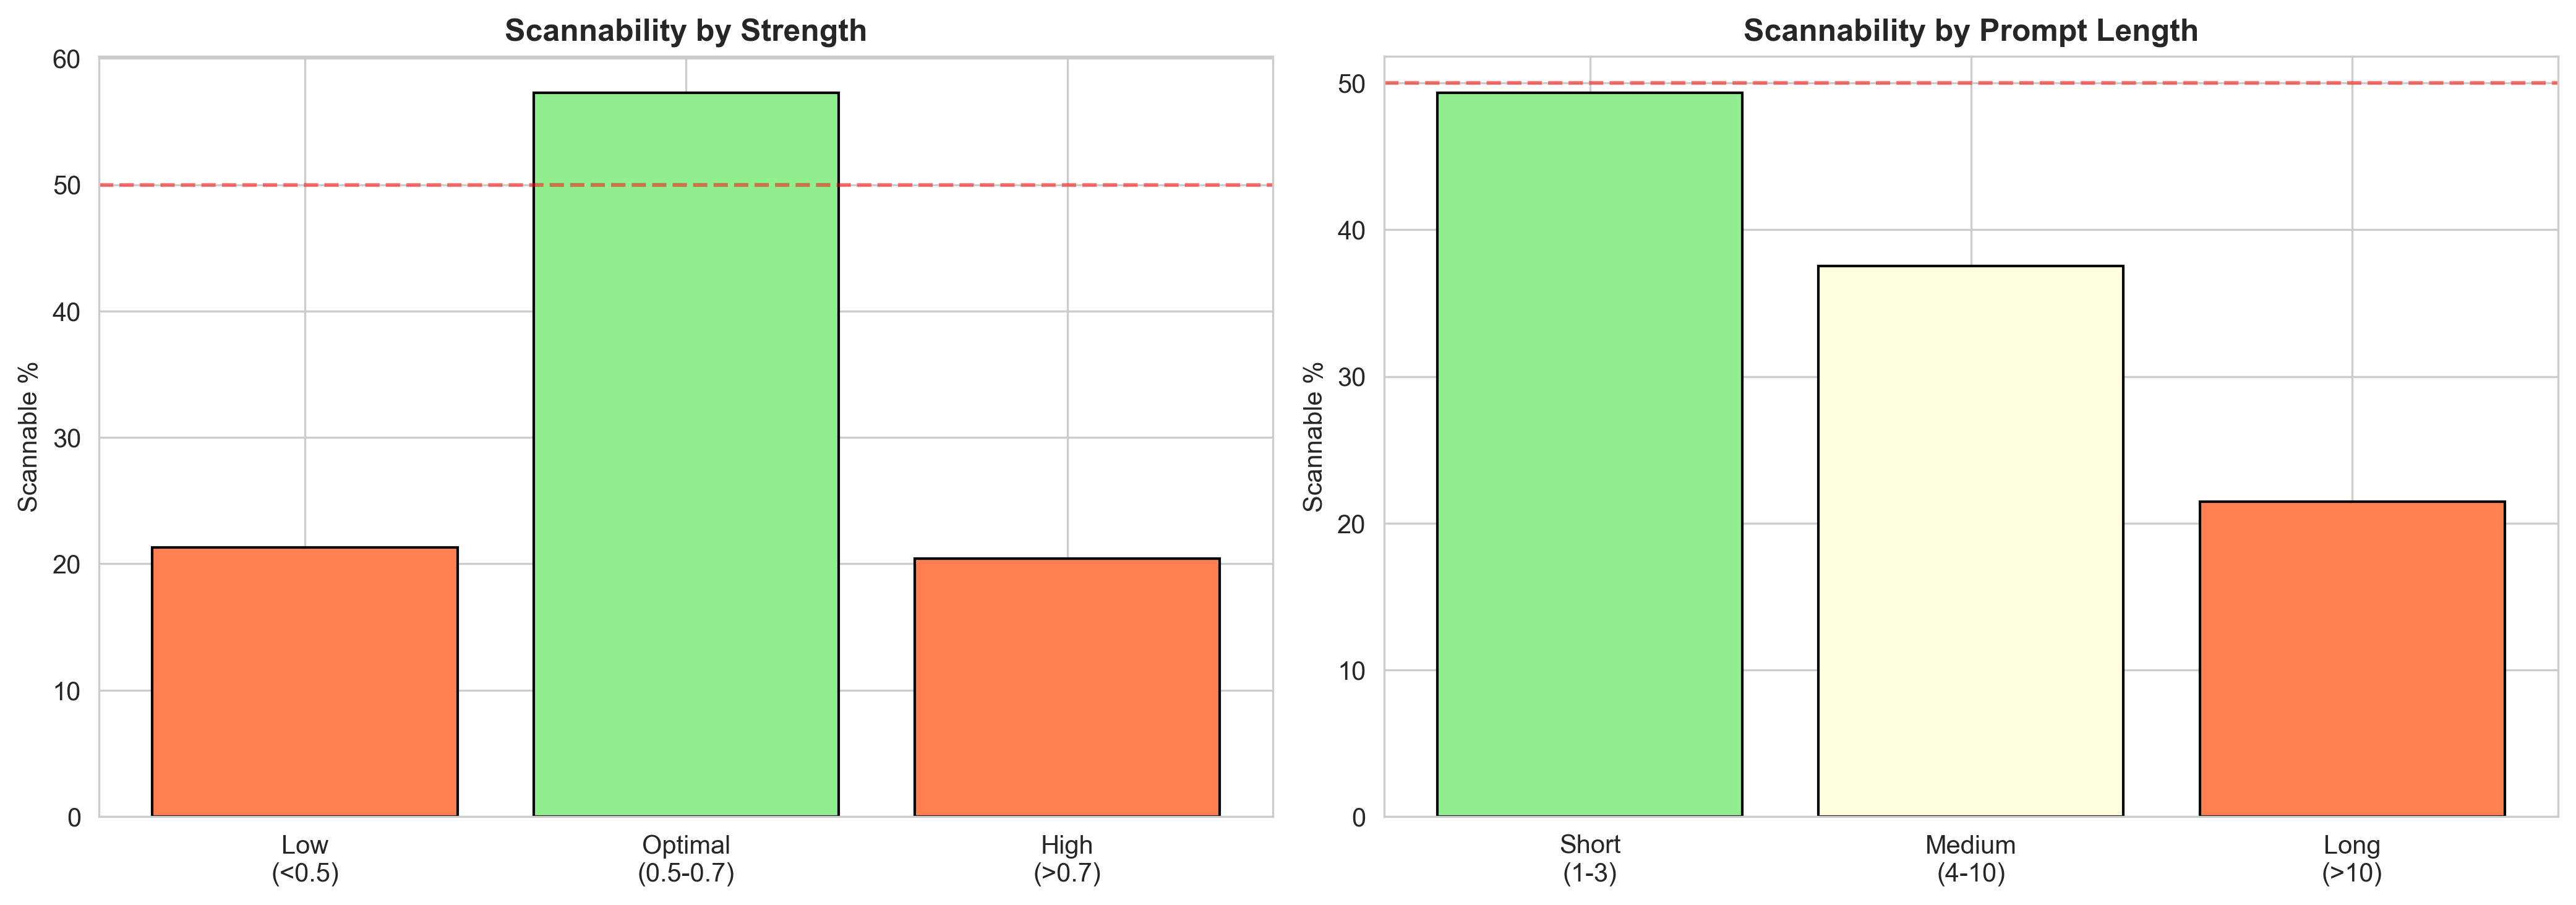 Scannability by Strength
Scannable %
60
50
40
30
20
10
0
Low
(<0.5)
Optimal
(0.5-0.7)
High
(>0.7)
Scannability by Prompt Length
Scannable %
50
40
30
20
10
0
Short
(1-3)
Medium
(4-10)
Long
(>10)